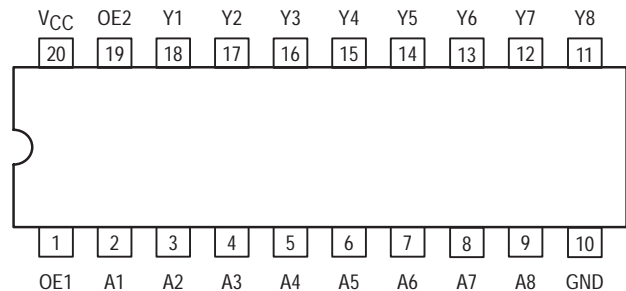 VCC OE2 Y1 Y2 Y3 Y4 Y5 Y6 Y7 Y8
20 19 18 17 16 15 14 13 12 11
1 2 3 4 5 6 7 8 9 10
OE1 A1 A2 A3 A4 A5 A6 A7 A8 GND